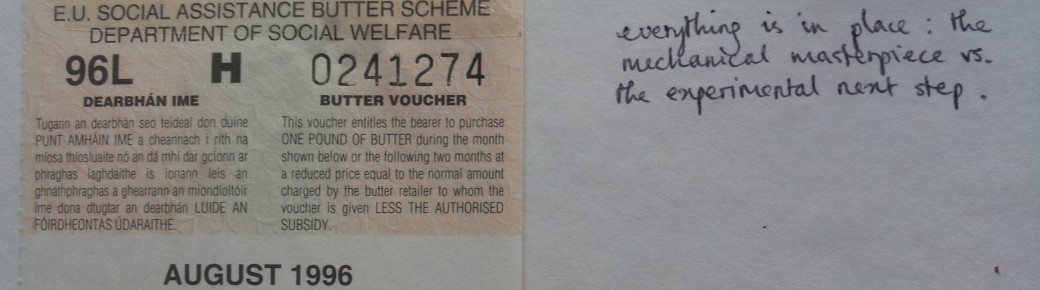 E.U. SOCIAL ASSISTANCE BUTTER SCHEME
DEPARTMENT OF SOCIAL WELFARE
96L H 0241274
DEARBHÁN IME
Tugann an dearbhán seo teideal don duine
PUNT AMHÁIN IME a cheannach i rith na
míosa thíosluaite nó an dá mhí dar gcionn ar
phraghas laghdaithe is ionann leis an
ghnáthphraghas a ghearrann an miondíoltóir
ime dona dtugtar an dearbhán LUIDE AN
FÓIRDHEONTAS ÚDARAITHE.
BUTTER VOUCHER
This voucher entitles the bearer to purchase
ONE POUND OF BUTTER during the month
shown below or the following two months at
a reduced price equal to the normal amount
charged by the butter retailer to whom the
voucher is given LESS THE AUTHORISED
SUBSIDY.
AUGUST 1996
everything is in place: the
mechanical masterpiece vs.
the experimental next step.